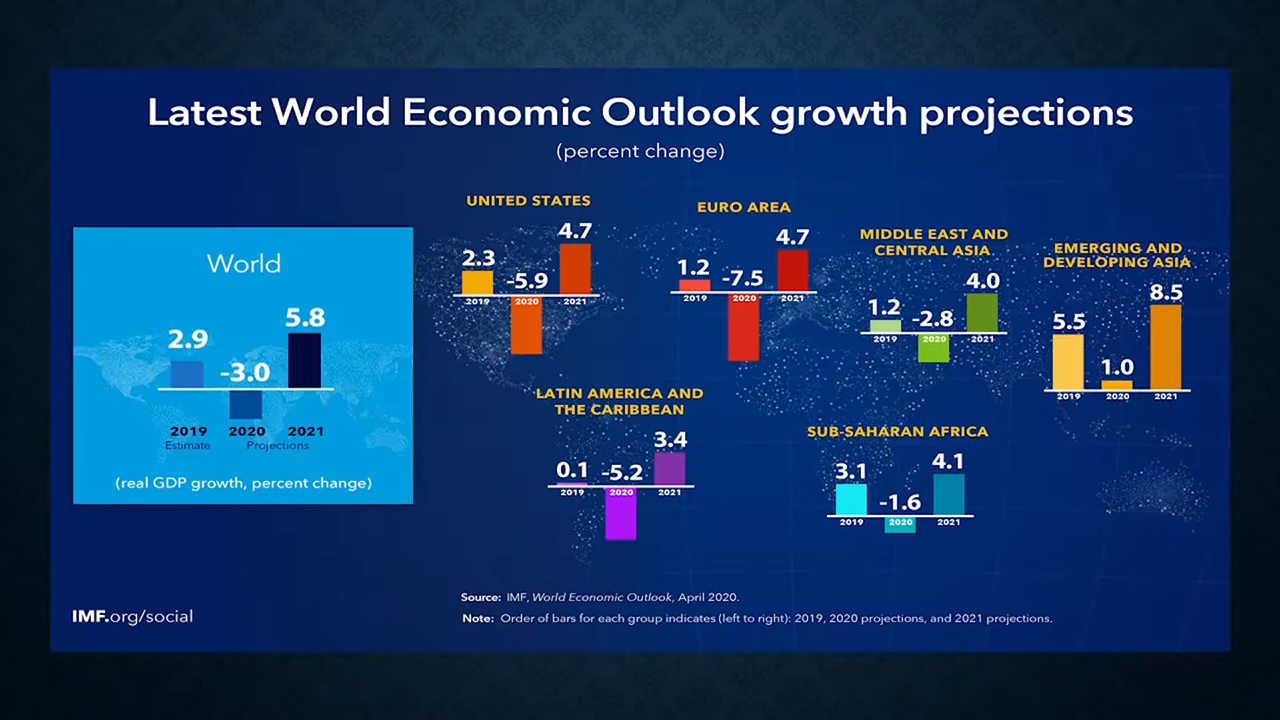 Latest World Economic Outlook growth projections
(percent change)
World
2.9
-3.0
5.8
2019 2020 2021
Estimate Projections
(real GDP growth, percent change)
UNITED STATES
2.3
-5.9
4.7
2019 2020 2021
EURO AREA
1.2
-7.5
4.7
2019 2020 2021
MIDDLE EAST AND
CENTRAL ASIA
1.2
-2.8
4.0
2019 2020 2021
EMERGING AND
DEVELOPING ASIA
5.5
1.0
8.5
2019 2020 2021
LATIN AMERICA AND
THE CARIBBEAN
0.1
-5.2
3.4
2019 2020 2021
SUB-SAHARAN AFRICA
3.1
-1.6
4.1
2019 2020 2021
Source: IMF, World Economic Outlook, April 2020.
Note: Order of bars for each group indicates (left to right): 2019, 2020 projections, and 2021 projections.
IMF.org/social